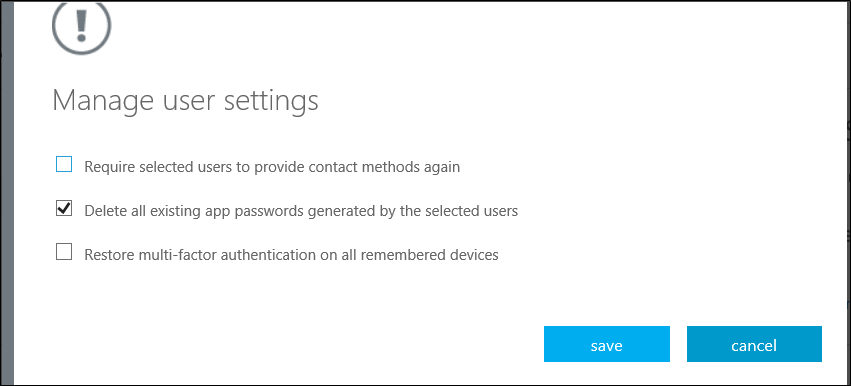 Manage user settings
Require selected users to provide contact methods again
Delete all existing app passwords generated by the selected users
Restore multi-factor authentication on all remembered devices
save
cancel